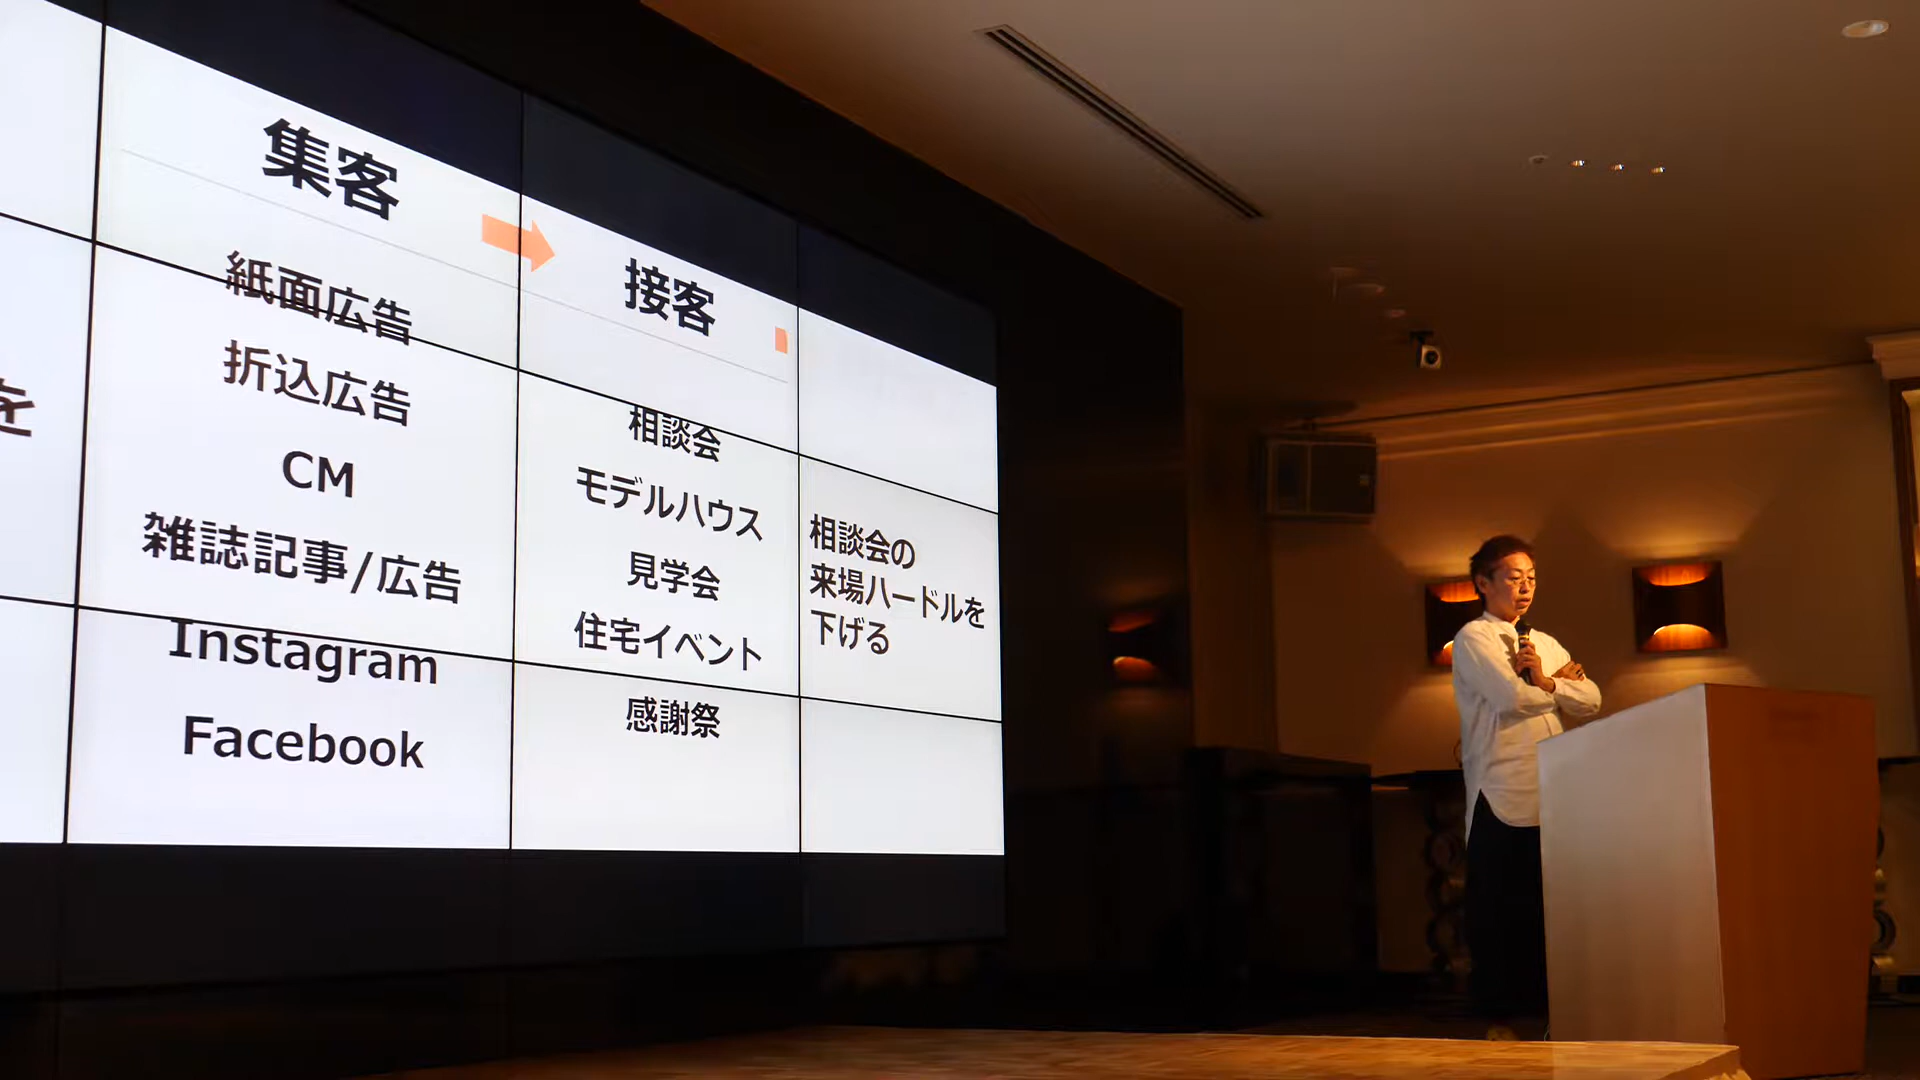 を
集客
紙面広告
折込広告
CM
雑誌記事/広告
Instagram
Facebook
接客
相談会
モデルハウス
見学会
住宅イベント
感謝祭
相談会の
来場ハードルを
下げる